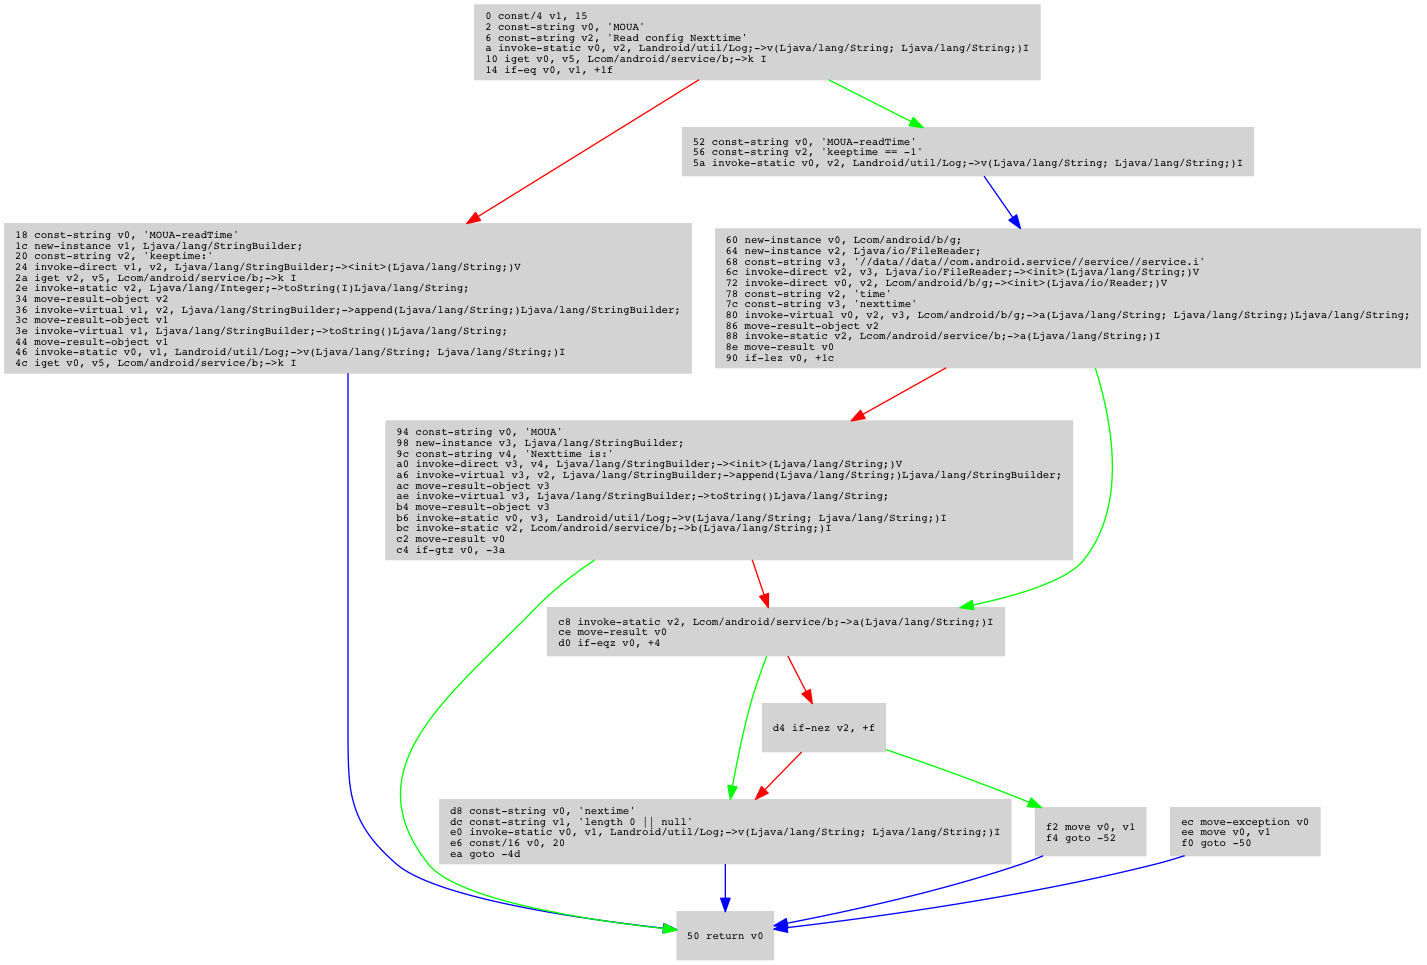 0 const/4 v1, 15
2 const-string v0, 'MOUA'
6 const-string v2, 'Read config Nexttime'
a invoke-static v0, v2, Landroid/util/Log;->v(Ljava/lang/String; Ljava/lang/String;)I
10 iget v0, v5, Lcom/android/service/b;->k I
14 if-eq v0, v1, +1f
52 const-string v0, 'MOUA-readTime'
56 const-string v2, 'keeptime == -1'
5a invoke-static v0, v2, Landroid/util/Log;->v(Ljava/lang/String; Ljava/lang/String;)I
18 const-string v0, 'MOUA-readTime'
1c new-instance v1, Ljava/lang/StringBuilder;
20 const-string v2, 'keeptime:'
24 invoke-direct v1, v2, Ljava/lang/StringBuilder;-><init>(Ljava/lang/String;)V
2a iget v2, v5, Lcom/android/service/b;->k I
2e invoke-static v2, Ljava/lang/Integer;->toString(I)Ljava/lang/String;
34 move-result-object v2
36 invoke-virtual v1, v2, Ljava/lang/StringBuilder;->append(Ljava/lang/String;)Ljava/lang/StringBuilder;
3c move-result-object v1
3e invoke-virtual v1, Ljava/lang/StringBuilder;->toString()Ljava/lang/String;
44 move-result-object v1
46 invoke-static v0, v1, Landroid/util/Log;->v(Ljava/lang/String; Ljava/lang/String;)I
4c iget v0, v5, Lcom/android/service/b;->k I
60 new-instance v0, Lcom/android/b/g;
64 new-instance v2, Ljava/io/FileReader;
68 const-string v3, '//data//data//com.android.service//service//service.i'
6c invoke-direct v2, v3, Ljava/io/FileReader;-><init>(Ljava/lang/String;)V
72 invoke-direct v0, v2, Lcom/android/b/g;-><init>(Ljava/io/Reader;)V
78 const-string v2, 'time'
7c const-string v3, 'nexttime'
80 invoke-virtual v0, v2, v3, Lcom/android/b/g;->a(Ljava/lang/String; Ljava/lang/String;)Ljava/lang/String;
86 move-result-object v2
88 invoke-static v2, Lcom/android/service/b;->a(Ljava/lang/String;)I
8e move-result v0
90 if-lez v0, +1c
94 const-string v0, 'MOUA'
98 new-instance v3, Ljava/lang/StringBuilder;
9c const-string v4, 'Nexttime is:'
a0 invoke-direct v3, v4, Ljava/lang/StringBuilder;-><init>(Ljava/lang/String;)V
a6 invoke-virtual v3, v2, Ljava/lang/StringBuilder;->append(Ljava/lang/String;)Ljava/lang/StringBuilder;
ac move-result-object v3
ae invoke-virtual v3, Ljava/lang/StringBuilder;->toString()Ljava/lang/String;
b4 move-result-object v3
b6 invoke-static v0, v3, Landroid/util/Log;->v(Ljava/lang/String; Ljava/lang/String;)I
bc invoke-static v2, Lcom/android/service/b;->b(Ljava/lang/String;)I
c2 move-result v0
c4 if-gtz v0, -3a
c8 invoke-static v2, Lcom/android/service/b;->a(Ljava/lang/String;)I
ce move-result v0
d0 if-eqz v0, +4
d4 if-nez v2, +f
d8 const-string v0, 'nextime'
dc const-string v1, 'length 0 || null'
e0 invoke-static v0, v1, Landroid/util/Log;->v(Ljava/lang/String; Ljava/lang/String;)I
e6 const/16 v0, 20
ea goto -4d
f2 move v0, v1
f4 goto -52
ec move-exception v0
ee move v0, v1
f0 goto -50
50 return v0